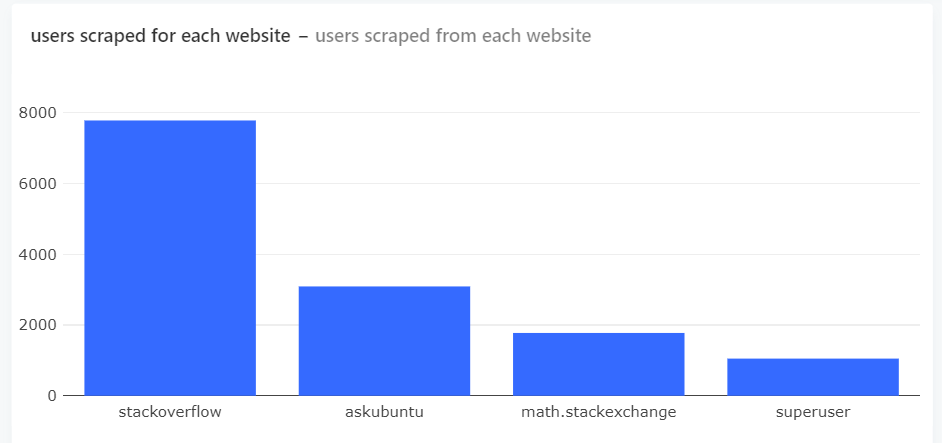 users scraped for each website – users scraped from each website
8000
6000
4000
2000
0
stackoverflow askubuntu math.stackexchange superuser